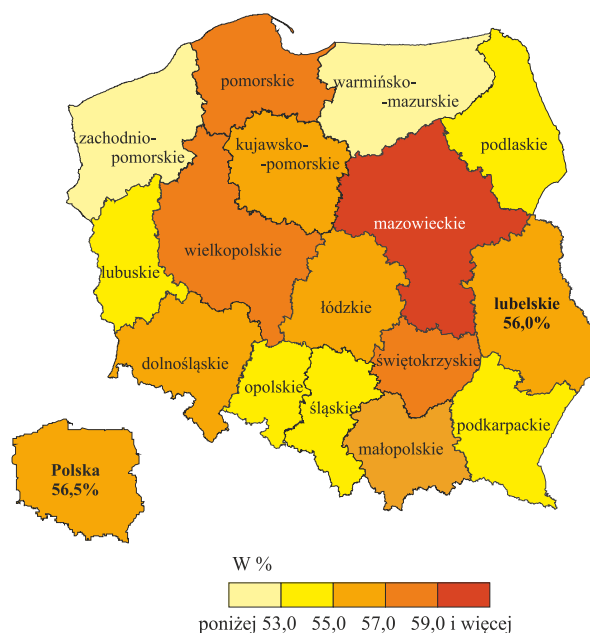 pomorskie
warmińsko-
-mazurskie
zachodnio-
pomorskie
kujawsko-
-pomorskie
podlaskie
mazowieckie
wielkopolskie
lubuskie
łódzkie
lubelskie
56,0%
dolnośląskie
świętokrzyskie
opolskie
śląskie
małopolskie
podkarpackie
Polska
56,5%
W %
poniżej 53,0 55,0 57,0 59,0 i więcej